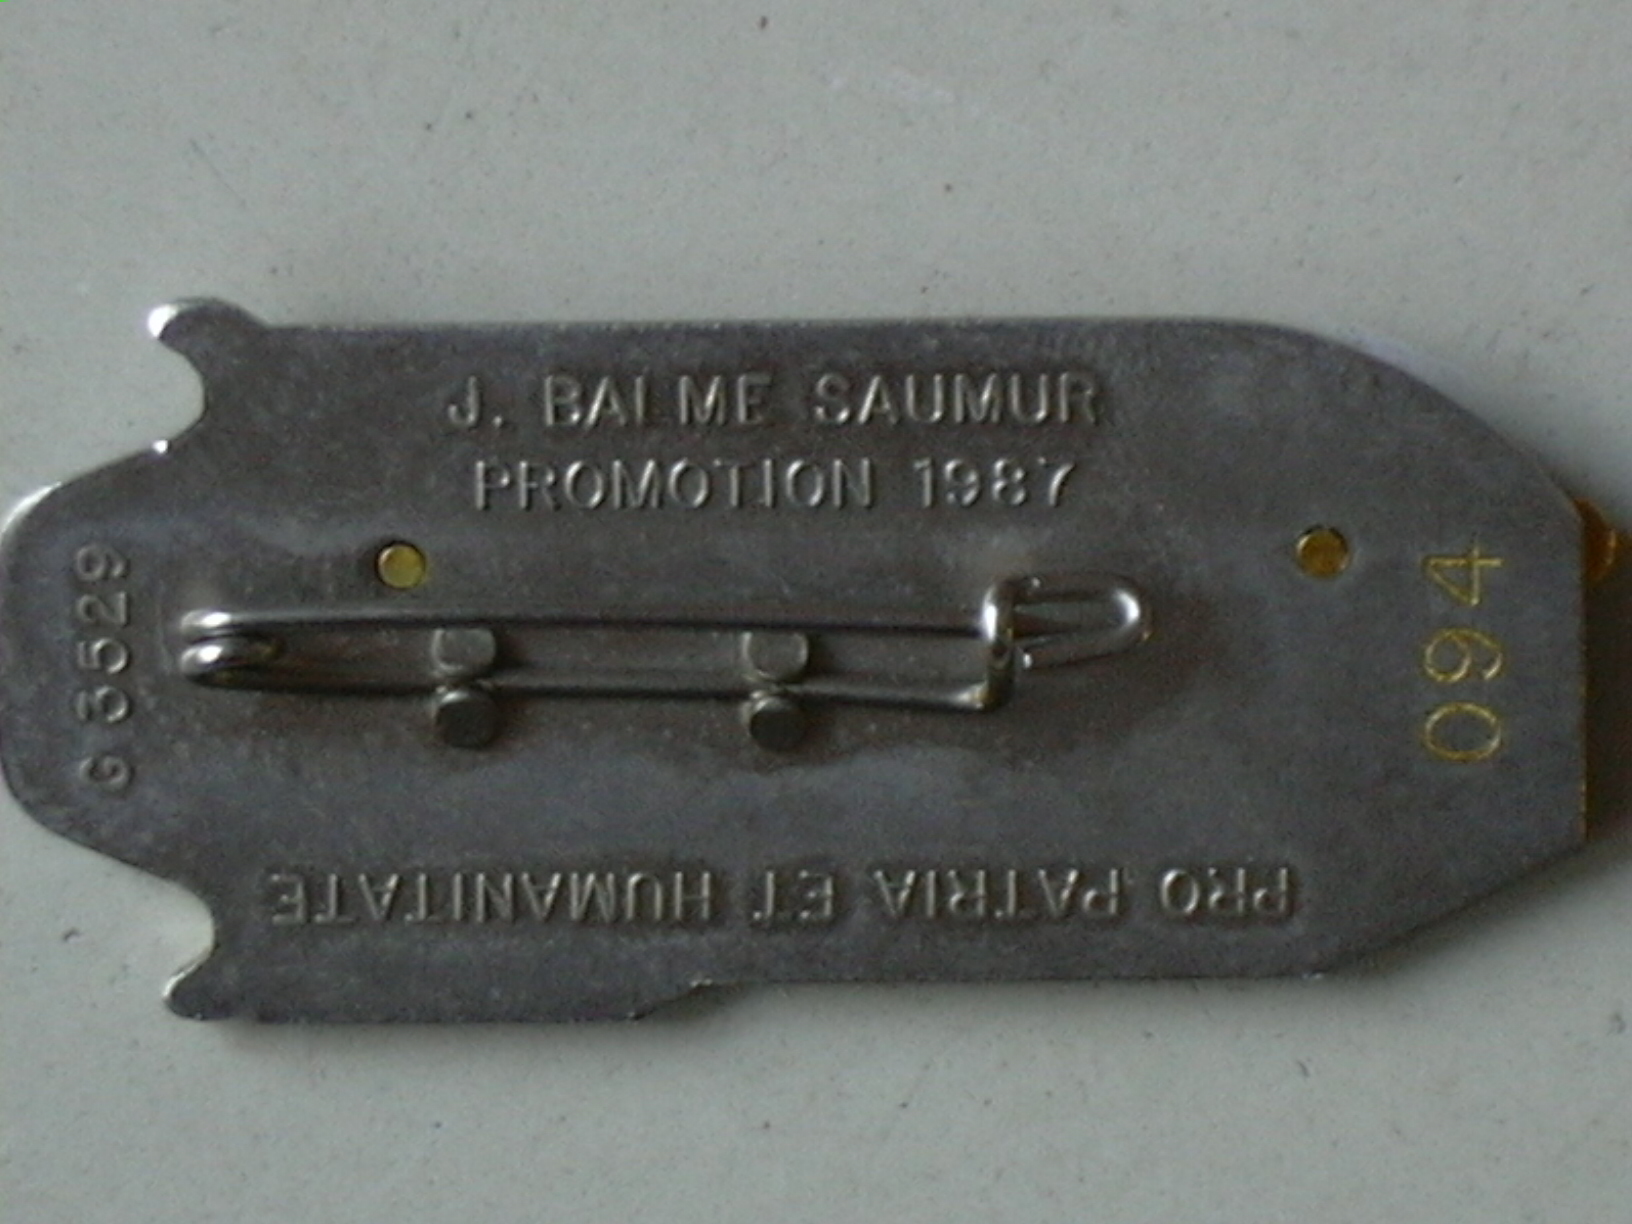 J. BALME SAUMUR
PROMOTION 1987
G 3529
094
PRO PATRIA ET HUMANITATE